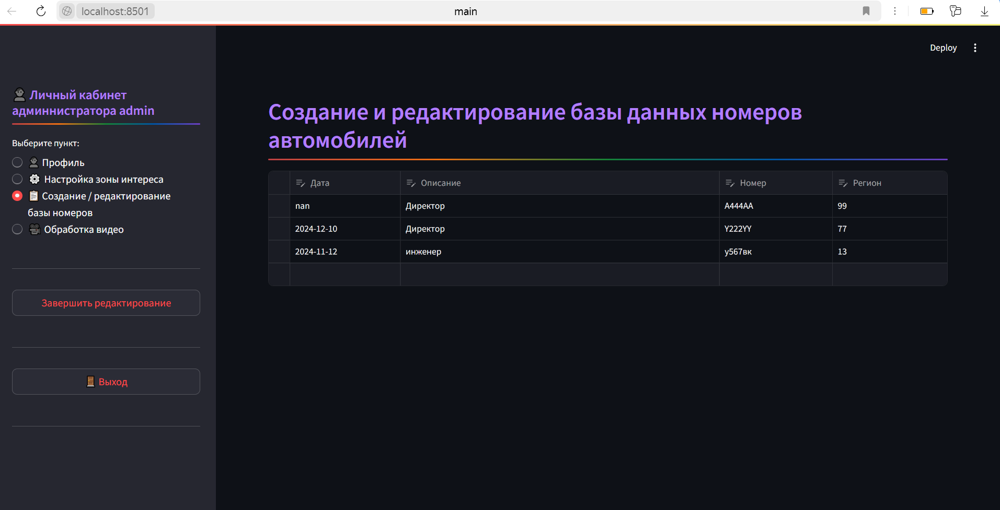 localhost:8501
main
Deploy
Личный кабинет
админнистратора admin
Выберите пункт:
Профиль
Настройка зоны интереса
Создание / редактирование
базы номеров
Обработка видео
Завершить редактирование
Выход
Создание и редактирование базы данных номеров
автомобилей
Дата Описание Номер Регион
nan Директор А444АА 99
2024-12-10 Директор Y222YY 77
2024-11-12 инженер у567вк 13